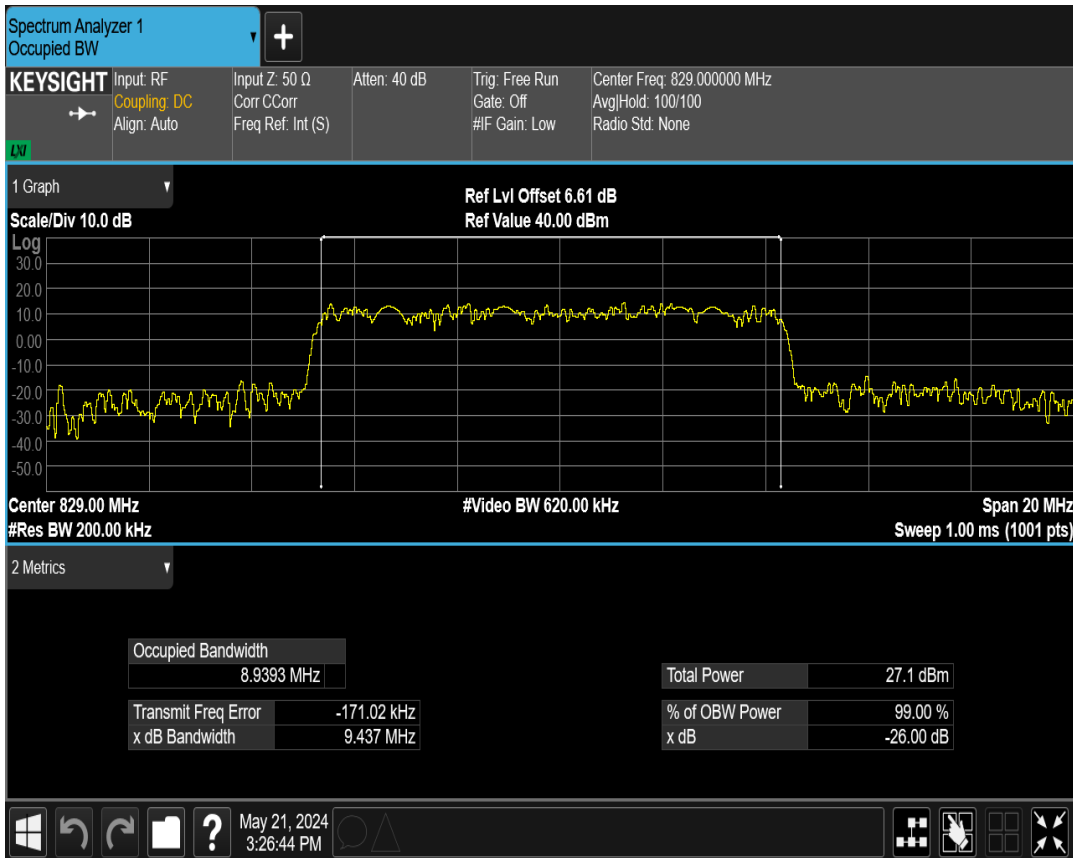 Spectrum Analyzer 1
Occupied BW
KEYSIGHT
LXI
Input: RF
Coupling: DC
Align: Auto
Input Z: 50 Ω
Corr CCorr
Freq Ref: Int (S)
Atten: 40 dB
Trig: Free Run
Gate: Off
#IF Gain: Low
Center Freq: 829.000000 MHz
Avg|Hold: 100/100
Radio Std: None
1 Graph
Scale/Div 10.0 dB
Ref Lvl Offset 6.61 dB
Ref Value 40.00 dBm
Log
30.0
20.0
10.0
0.00
-10.0
-20.0
-30.0
-40.0
-50.0
Center 829.00 MHz
#Res BW 200.00 kHz
#Video BW 620.00 kHz
Span 20 MHz
Sweep 1.00 ms (1001 pts)
2 Metrics
Occupied Bandwidth
8.9393 MHz
Transmit Freq Error -171.02 kHz
x dB Bandwidth 9.437 MHz
Total Power 27.1 dBm
% of OBW Power 99.00 %
x dB -26.00 dB
?
May 21, 2024
3:26:44 PM